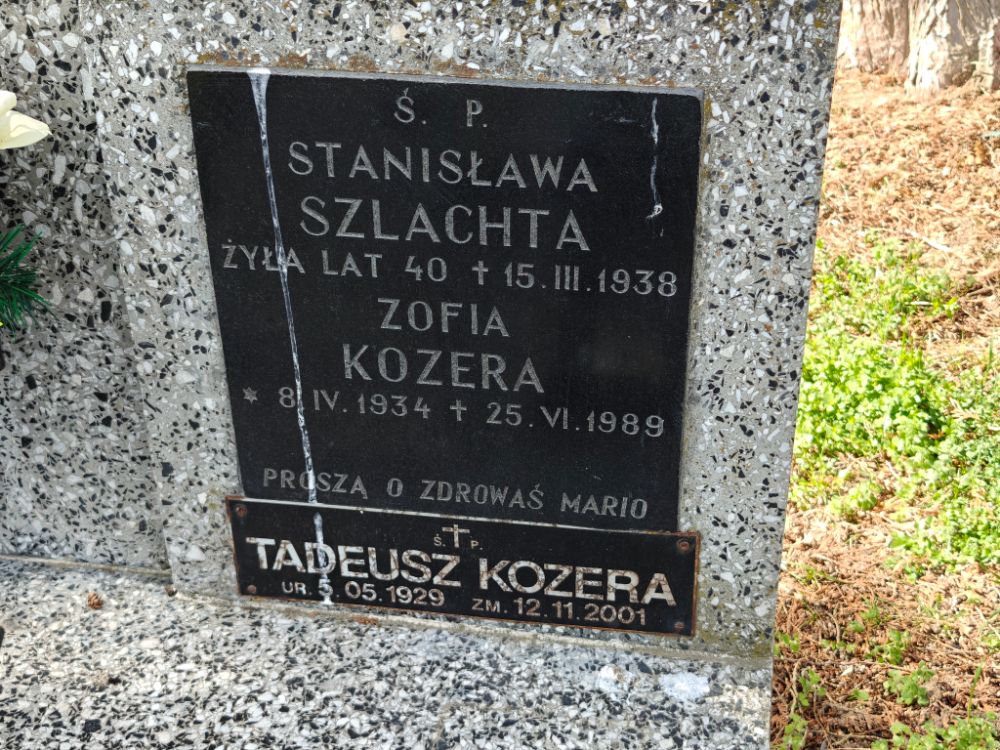 Ś. P.
STANISŁAWA
SZLACHTA
ŻYŁA LAT 40 ✝ 15.III.1938
ZOFIA
KOZERA
* 8.IV.1934 ✝ 25.VI.1989
PROSZĄ O ZDROWAŚ MARIO
Ś. ✝ P.
TADEUSZ KOZERA
UR. 5.05.1929 ZM. 12.11.2001